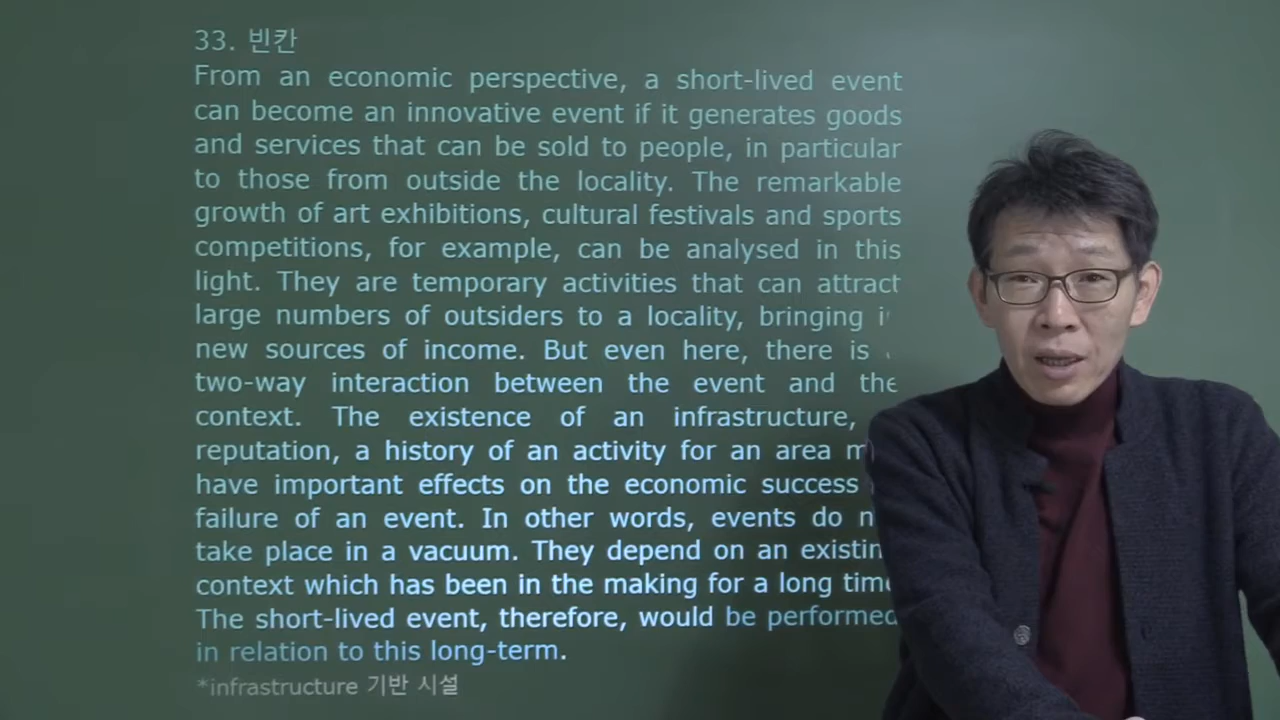 33. 빈칸
From an economic perspective, a short-lived event
can become an innovative event if it generates goods
and services that can be sold to people, in particular
to those from outside the locality. The remarkable
growth of art exhibitions, cultural festivals and sports
competitions, for example, can be analysed in this
light. They are temporary activities that can attract
large numbers of outsiders to a locality, bringing
new sources of income. But even here, there is
two-way interaction between the event and the
context. The existence of an infrastructure,
reputation, a history of an activity for an area
have important effects on the economic success
failure of an event. In other words, events do
take place in a vacuum. They depend on an
context which has been in the making for a long time
The short-lived event, therefore, would be performed
in relation to this long-term.
*infrastructure 기반 시설